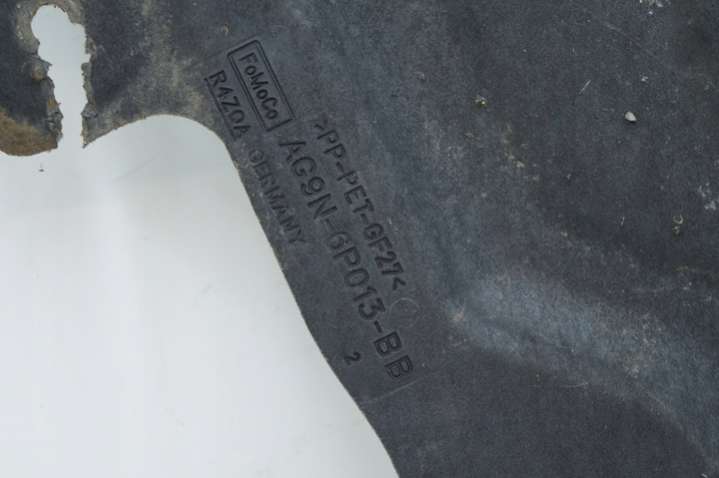 >PP-PET-GF27<
FoMoCo AG9N-6P013-BB
R4Z0A GERMANY 2